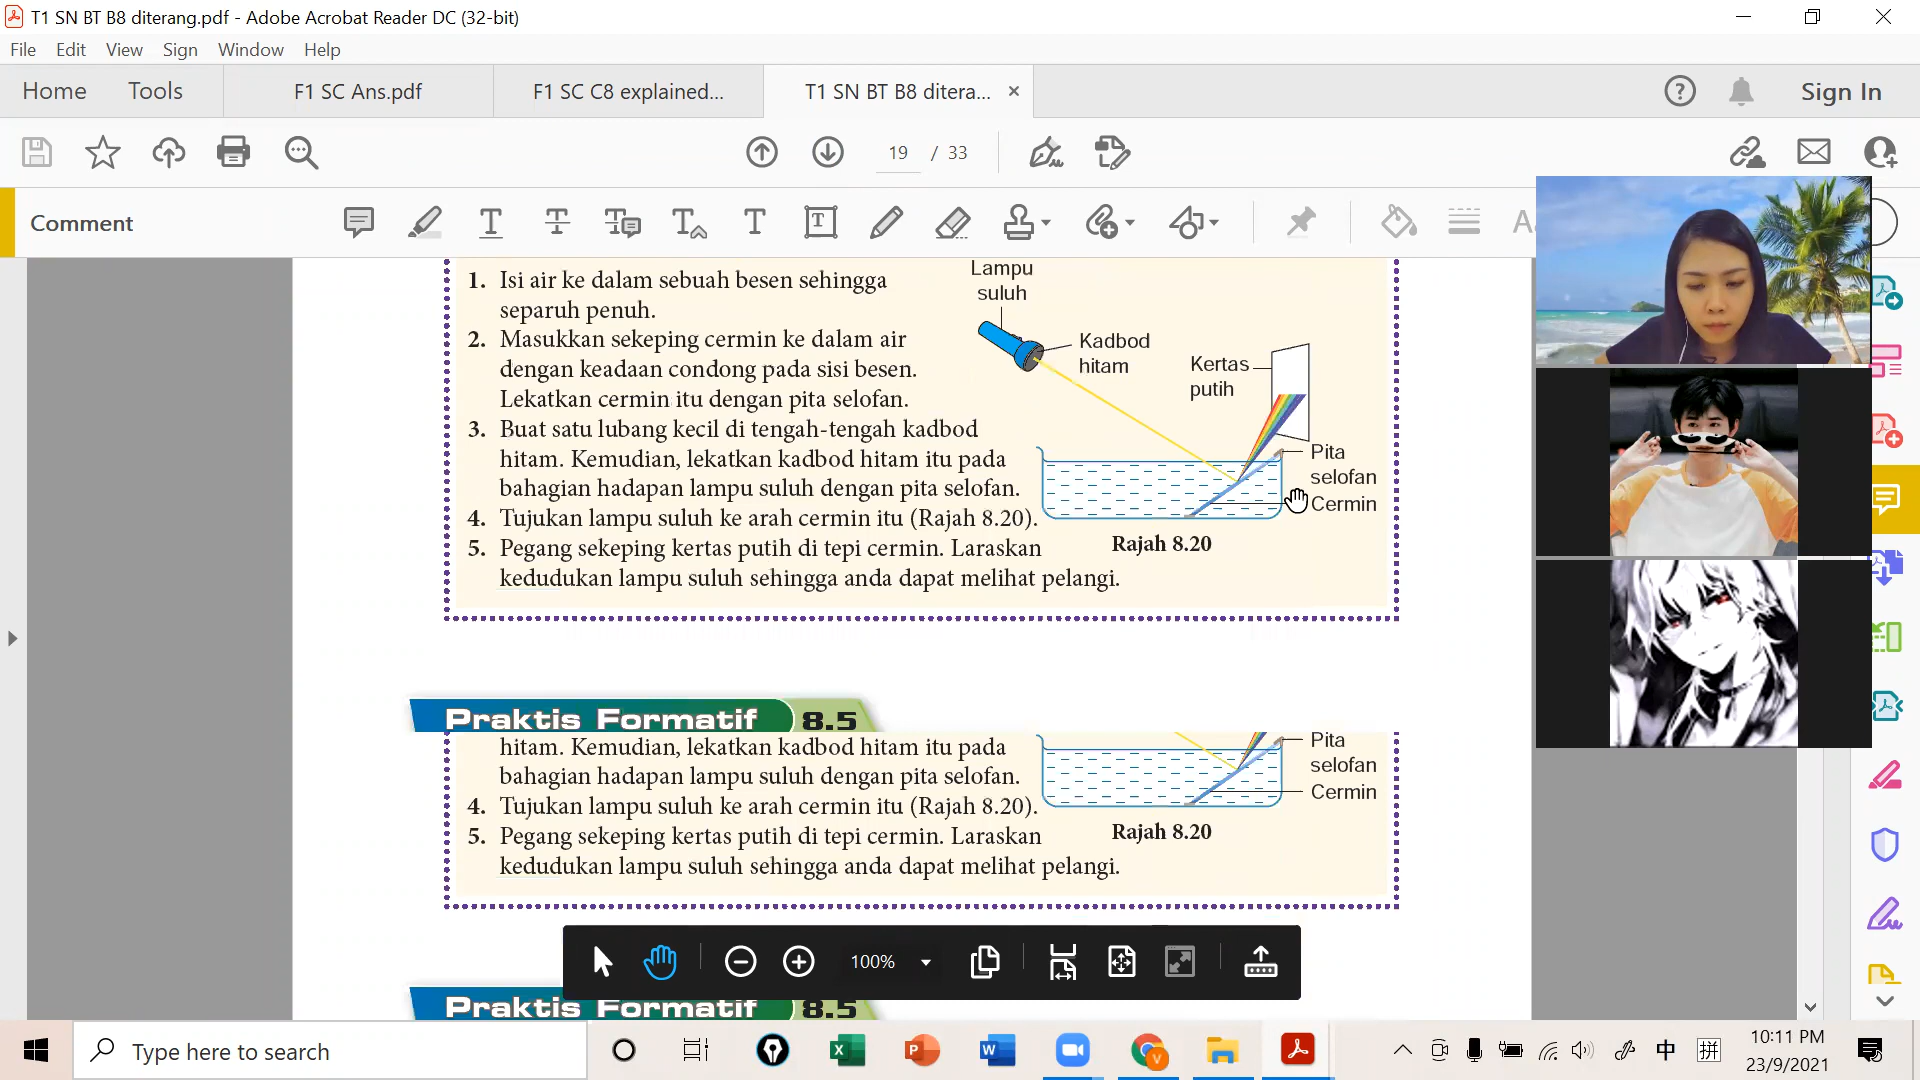 T1 SN BT B8 diterang.pdf - Adobe Acrobat Reader DC (32-bit)
File Edit View Sign Window Help
Home Tools F1 SC Ans.pdf F1 SC C8 explained... T1 SN BT B8 ditera... Sign In
19 / 33
Comment
1. Isi air ke dalam sebuah besen sehingga
separuh penuh.
2. Masukkan sekeping cermin ke dalam air
dengan keadaan condong pada sisi besen.
Lekatkan cermin itu dengan pita selofan.
3. Buat satu lubang kecil di tengah-tengah kadbod
hitam. Kemudian, lekatkan kadbod hitam itu pada
bahagian hadapan lampu suluh dengan pita selofan.
4. Tujukan lampu suluh ke arah cermin itu (Rajah 8.20).
5. Pegang sekeping kertas putih di tepi cermin. Laraskan
kedudukan lampu suluh sehingga anda dapat melihat pelangi.
Lampu
suluh
Kadbod
hitam
Kertas
putih
Pita
selofan
Cermin
Rajah 8.20
Praktis Formatif 8.5
hitam. Kemudian, lekatkan kadbod hitam itu pada
bahagian hadapan lampu suluh dengan pita selofan.
4. Tujukan lampu suluh ke arah cermin itu (Rajah 8.20).
5. Pegang sekeping kertas putih di tepi cermin. Laraskan
kedudukan lampu suluh sehingga anda dapat melihat pelangi.
Pita
selofan
Cermin
Rajah 8.20
100%
Praktis Formatif 8.5
Type here to search
中 拼
10:11 PM
23/9/2021